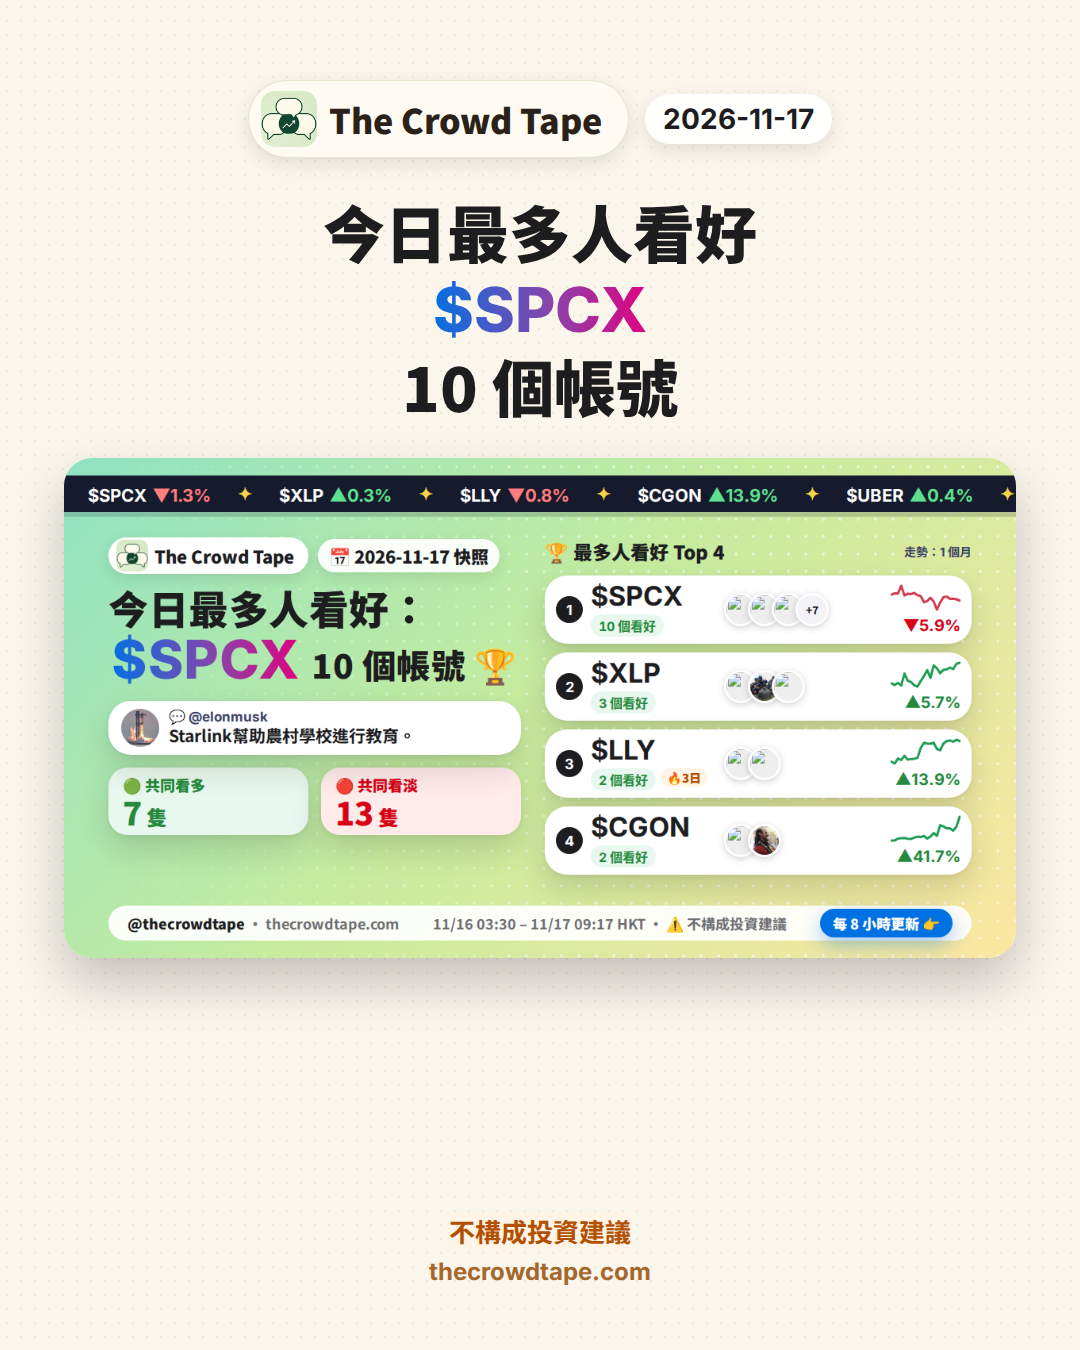 The Crowd Tape
2026-11-17
今日最多人看好
$SPCX
10 個帳號
$SPCX ▼1.3% ✦ $XLP ▲0.3% ✦ $LLY ▼0.8% ✦ $CGON ▲13.9% ✦ $UBER ▲0.4% ✦
The Crowd Tape
📅 2026-11-17 快照
今日最多人看好：
$SPCX 10 個帳號 🏆
💬 @elonmusk
Starlink幫助農村學校進行教育。
🟢 共同看多
7 隻
🔴 共同看淡
13 隻
🏆 最多人看好 Top 4
走勢：1個月
1
$SPCX
10 個看好
+7
▼5.9%
2
$XLP
3 個看好
▲5.7%
3
$LLY
2 個看好
🔥3日
▲13.9%
4
$CGON
2 個看好
▲41.7%
@thecrowdtape • thecrowdtape.com
11/16 03:30 – 11/17 09:17 HKT • ⚠️ 不構成投資建議
每 8 小時更新 👉
不構成投資建議
thecrowdtape.com